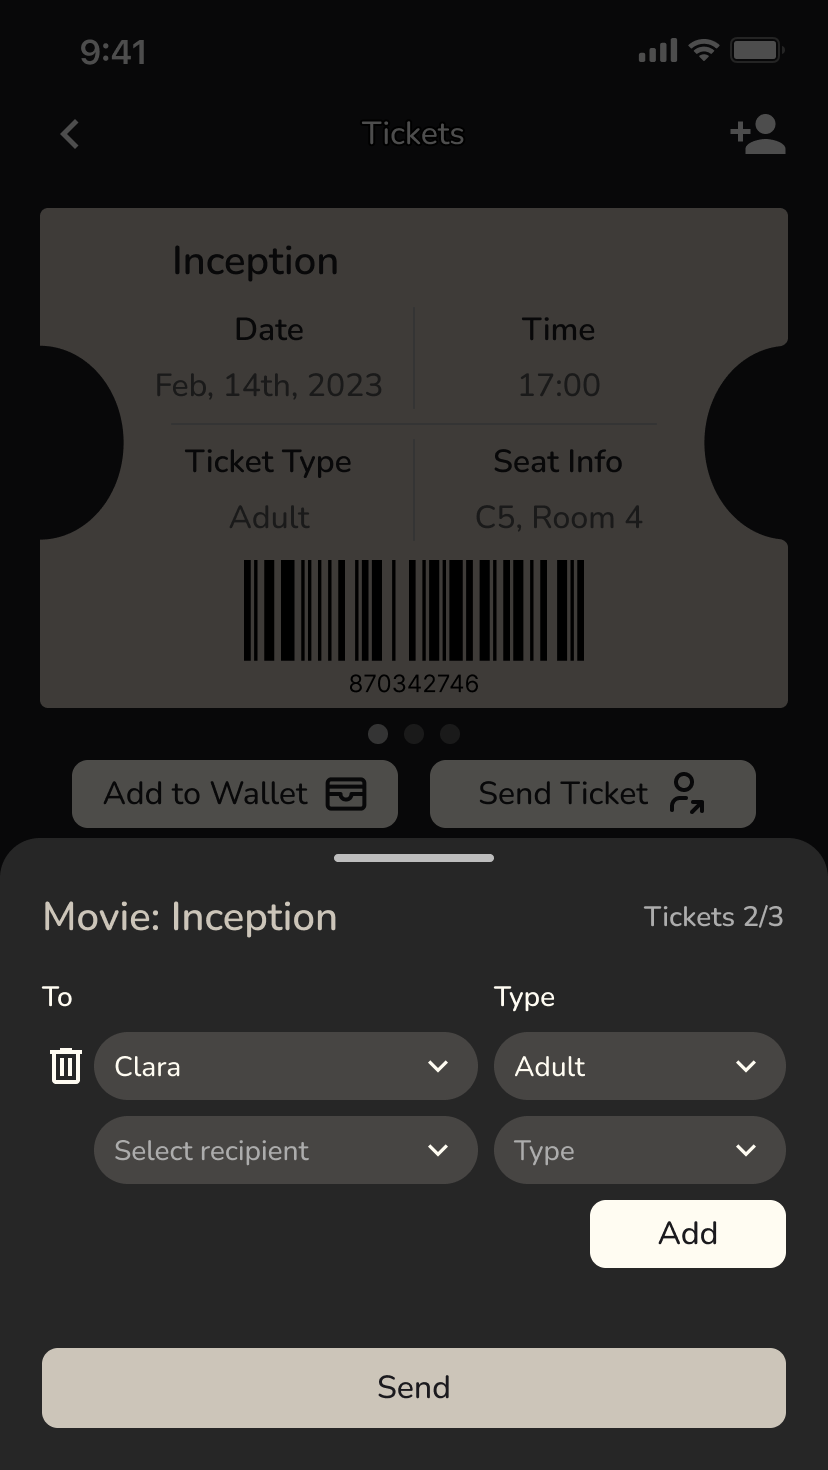 9:41
Tickets
Inception
Date Time
Feb, 14th, 2023 17:00
Ticket Type Seat Info
Adult C5, Room 4
870342746
Add to Wallet Send Ticket
Movie: Inception Tickets 2/3
To Type
Clara Adult
Select recipient Type
Add
Send